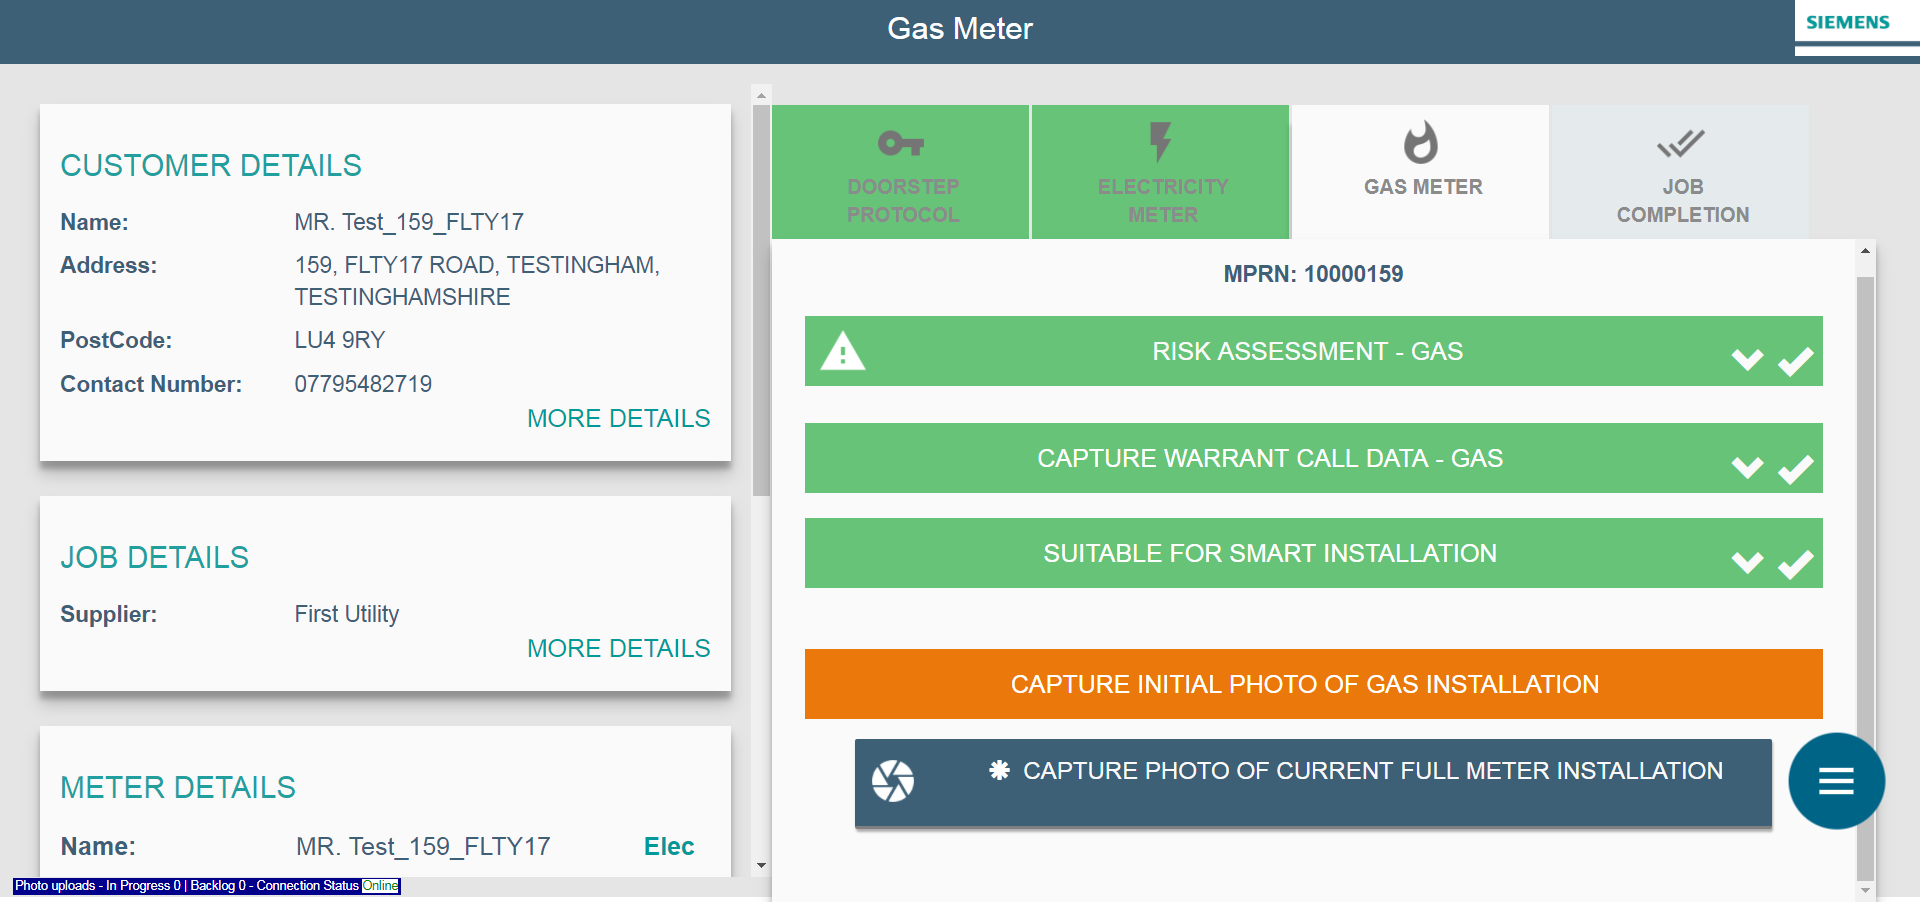 Gas Meter
SIEMENS
CUSTOMER DETAILS
Name: MR. Test_159_FLTY17
Address: 159, FLTY17 ROAD, TESTINGHAM,
TESTINGHAMSHIRE
PostCode: LU4 9RY
Contact Number: 07795482719
MORE DETAILS
JOB DETAILS
Supplier: First Utility
MORE DETAILS
METER DETAILS
Name: MR. Test_159_FLTY17 Elec
Photo uploads - In Progress 0 | Backlog 0 - Connection Status Online
DOORSTEP
PROTOCOL
ELECTRICITY
METER
GAS METER
JOB
COMPLETION
MPRN: 10000159
RISK ASSESSMENT - GAS
CAPTURE WARRANT CALL DATA - GAS
SUITABLE FOR SMART INSTALLATION
CAPTURE INITIAL PHOTO OF GAS INSTALLATION
✱ CAPTURE PHOTO OF CURRENT FULL METER INSTALLATION